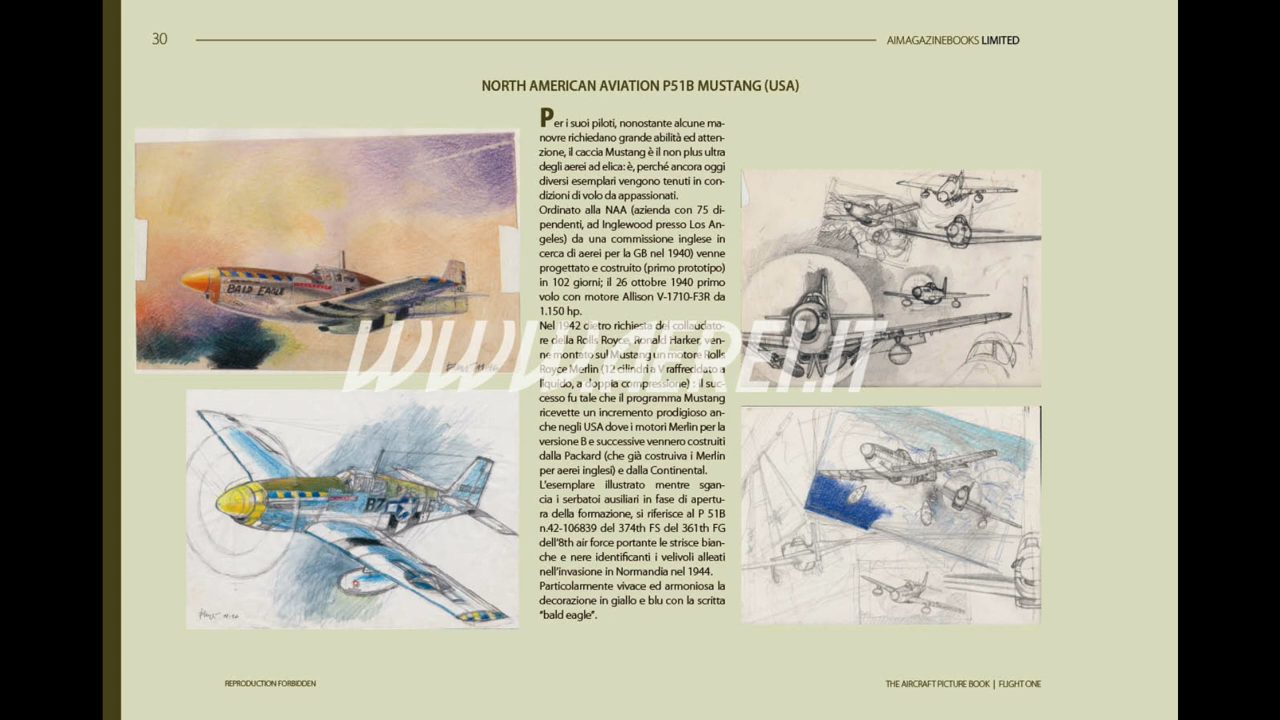 30
AIMAGAZINEBOOKS LIMITED
NORTH AMERICAN AVIATION P51B MUSTANG (USA)
Per i suoi piloti, nonostante alcune ma-
novre richiedano grande abilità ed atten-
zione, il caccia Mustang è il non plus ultra
degli aerei ad elica: è, perché ancora oggi
diversi esemplari vengono tenuti in con-
dizioni di volo da appassionati.
Ordinato alla NAA (azienda con 75 di-
pendenti, ad Inglewood presso Los An-
geles) da una commissione inglese in
cerca di aerei per la GB nel 1940) venne
progettato e costruito (primo prototipo)
in 102 giorni; il 26 ottobre 1940 primo
volo con motore Allison V-1710-F3R da
1.150 hp.
Nel 1942 dietro richiesta del collaudato-
re della Rolls Royce, Ronald Harker, ven-
ne montato sul Mustang un motore Rolls
Royce Merlin (12 cilindri a V raffreddato a
liquido, a doppia compressione) : il suc-
cesso fu tale che il programma Mustang
ricevette un incremento prodigioso an-
che negli USA dove i motori Merlin per la
versione B e successive vennero costruiti
dalla Packard (che già costruiva i Merlin
per aerei inglesi) e dalla Continental.
L'esemplare illustrato mentre sgan-
cia i serbatoi ausiliari in fase di apertu-
ra della formazione, si riferisce al P 51B
n.42-106839 del 374th FS del 361th FG
dell'8th air force portante le strisce bian-
che e nere identificanti i velivoli alleati
nell'invasione in Normandia nel 1944.
Particolarmente vivace ed armoniosa la
decorazione in giallo e blu con la scritta
"bald eagle".
BALD EAGLE
B7
REPRODUCTION FORBIDDEN
THE AIRCRAFT PICTURE BOOK | FLIGHT ONE